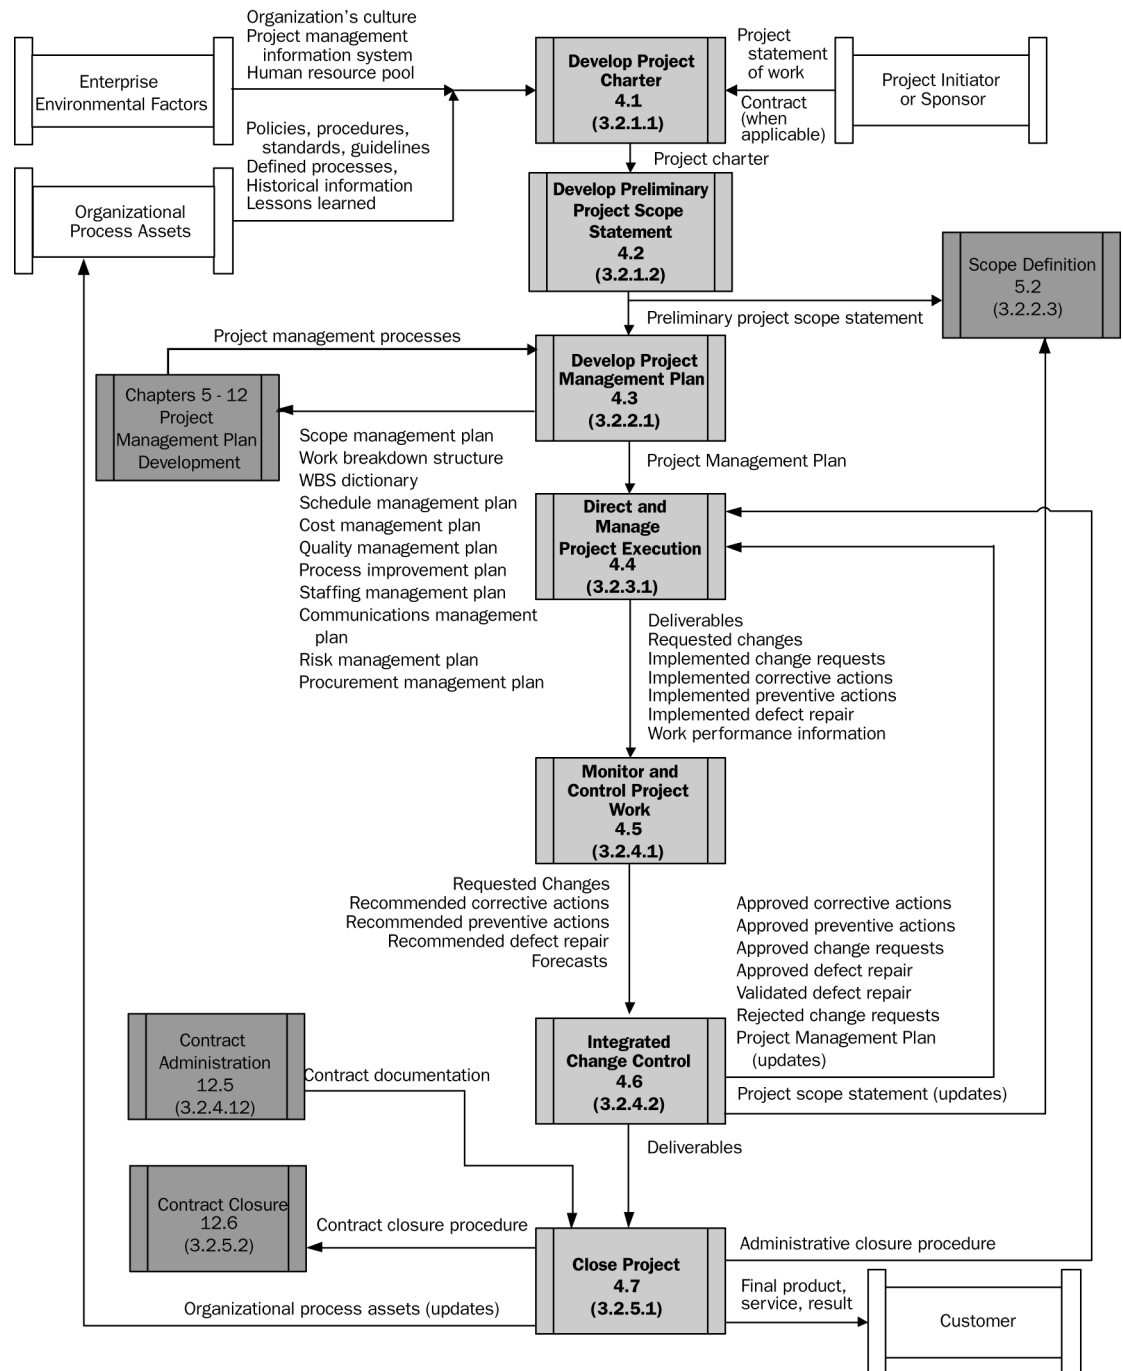 Organization's culture
Project management
information system
Human resource pool
Enterprise
Environmental Factors
Develop Project
Charter
4.1
(3.2.1.1)
Project
statement
of work
Contract
(when
applicable)
Project Initiator
or Sponsor
Policies, procedures,
standards, guidelines
Defined processes,
Historical information
Lessons learned
Organizational
Process Assets
Project charter
Develop Preliminary
Project Scope
Statement
4.2
(3.2.1.2)
Scope Definition
5.2
(3.2.2.3)
Preliminary project scope statement
Project management processes
Develop Project
Management Plan
4.3
(3.2.2.1)
Chapters 5 - 12
Project
Management Plan
Development
Scope management plan
Work breakdown structure
WBS dictionary
Schedule management plan
Cost management plan
Quality management plan
Process improvement plan
Staffing management plan
Communications management
plan
Risk management plan
Procurement management plan
Project Management Plan
Direct and
Manage
Project Execution
4.4
(3.2.3.1)
Deliverables
Requested changes
Implemented change requests
Implemented corrective actions
Implemented preventive actions
Implemented defect repair
Work performance information
Monitor and
Control Project
Work
4.5
(3.2.4.1)
Requested Changes
Recommended corrective actions
Recommended preventive actions
Recommended defect repair
Forecasts
Approved corrective actions
Approved preventive actions
Approved change requests
Approved defect repair
Validated defect repair
Rejected change requests
Project Management Plan
(updates)
Integrated
Change Control
4.6
(3.2.4.2)
Project scope statement (updates)
Contract
Administration
12.5
(3.2.4.12)
Contract documentation
Deliverables
Contract Closure
12.6
(3.2.5.2)
Contract closure procedure
Close Project
4.7
(3.2.5.1)
Administrative closure procedure
Organizational process assets (updates)
Final product,
service, result
Customer